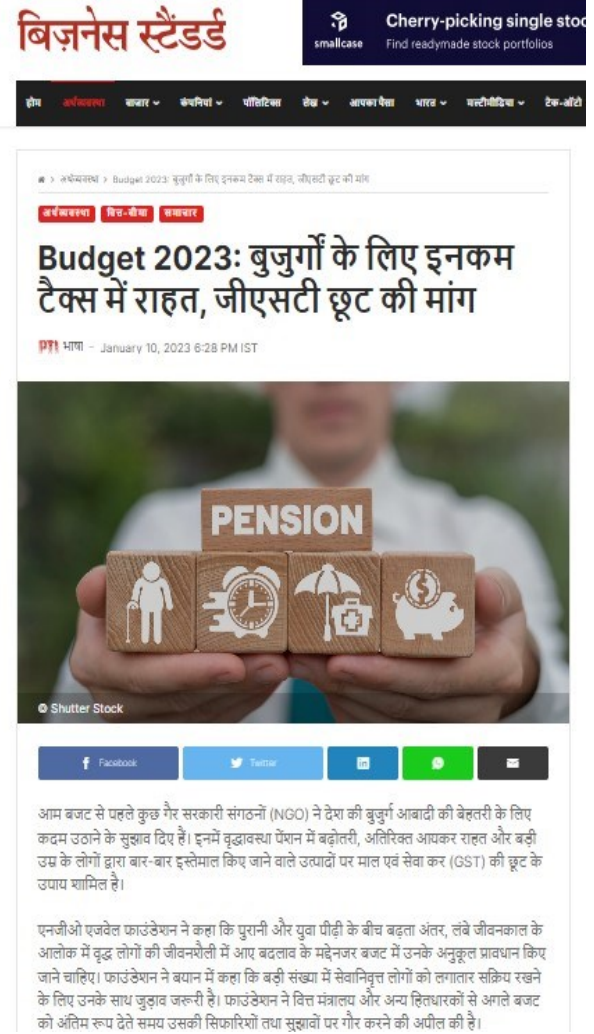 बिज़नेस स्टैंडर्ड
smallcase
Cherry-picking single stoc
Find readymade stock portfolios
होम अर्थव्यवस्था बाजार कंपनियां पॉलिटिक्स लेख आपका पैसा भारत मल्टीमीडिया टेक-ऑटो
> अर्थव्यवस्था > Budget 2023: बुजुर्गों के लिए इनकम टैक्स में राहत, जीएसटी छूट की मांग
अर्थव्यवस्था वित्त-बीमा समाचार
Budget 2023: बुजुर्गों के लिए इनकम
टैक्स में राहत, जीएसटी छूट की मांग
PTI भाषा - January 10, 2023 6:28 PM IST
PENSION
© Shutter Stock
f Facebook Twitter in
आम बजट से पहले कुछ गैर सरकारी संगठनों (NGO) ने देश की बुजुर्ग आबादी की बेहतरी के लिए
कदम उठाने के सुझाव दिए हैं। इनमें वृद्धावस्था पेंशन में बढ़ोतरी, अतिरिक्त आयकर राहत और बड़ी
उम्र के लोगों द्वारा बार-बार इस्तेमाल किए जाने वाले उत्पादों पर माल एवं सेवा कर (GST) की छूट के
उपाय शामिल है।
एनजीओ एजवेल फाउंडेशन ने कहा कि पुरानी और युवा पीढ़ी के बीच बढ़ता अंतर, लंबे जीवनकाल के
आलोक में वृद्ध लोगों की जीवनशैली में आए बदलाव के मद्देनजर बजट में उनके अनुकूल प्रावधान किए
जाने चाहिए। फाउंडेशन ने बयान में कहा कि बड़ी संख्या में सेवानिवृत्त लोगों को लगातार सक्रिय रखने
के लिए उनके साथ जुड़ाव जरूरी है। फाउंडेशन ने वित्त मंत्रालय और अन्य हितधारकों से अगले बजट
को अंतिम रूप देते समय उसकी सिफारिशों तथा सुझावों पर गौर करने की अपील की है।